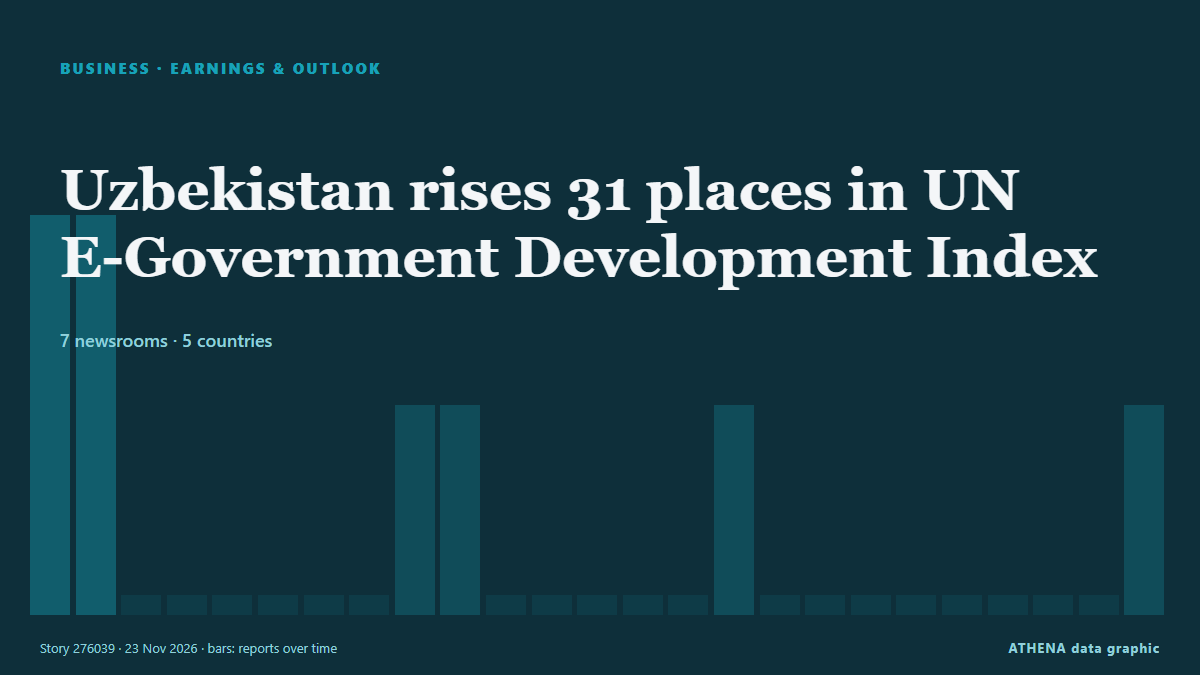 BUSINESS · EARNINGS & OUTLOOK
Uzbekistan rises 31 places in UN
E-Government Development Index
7 newsrooms · 5 countries
Story 276039 · 23 Nov 2026 · bars: reports over time
ATHENA data graphic